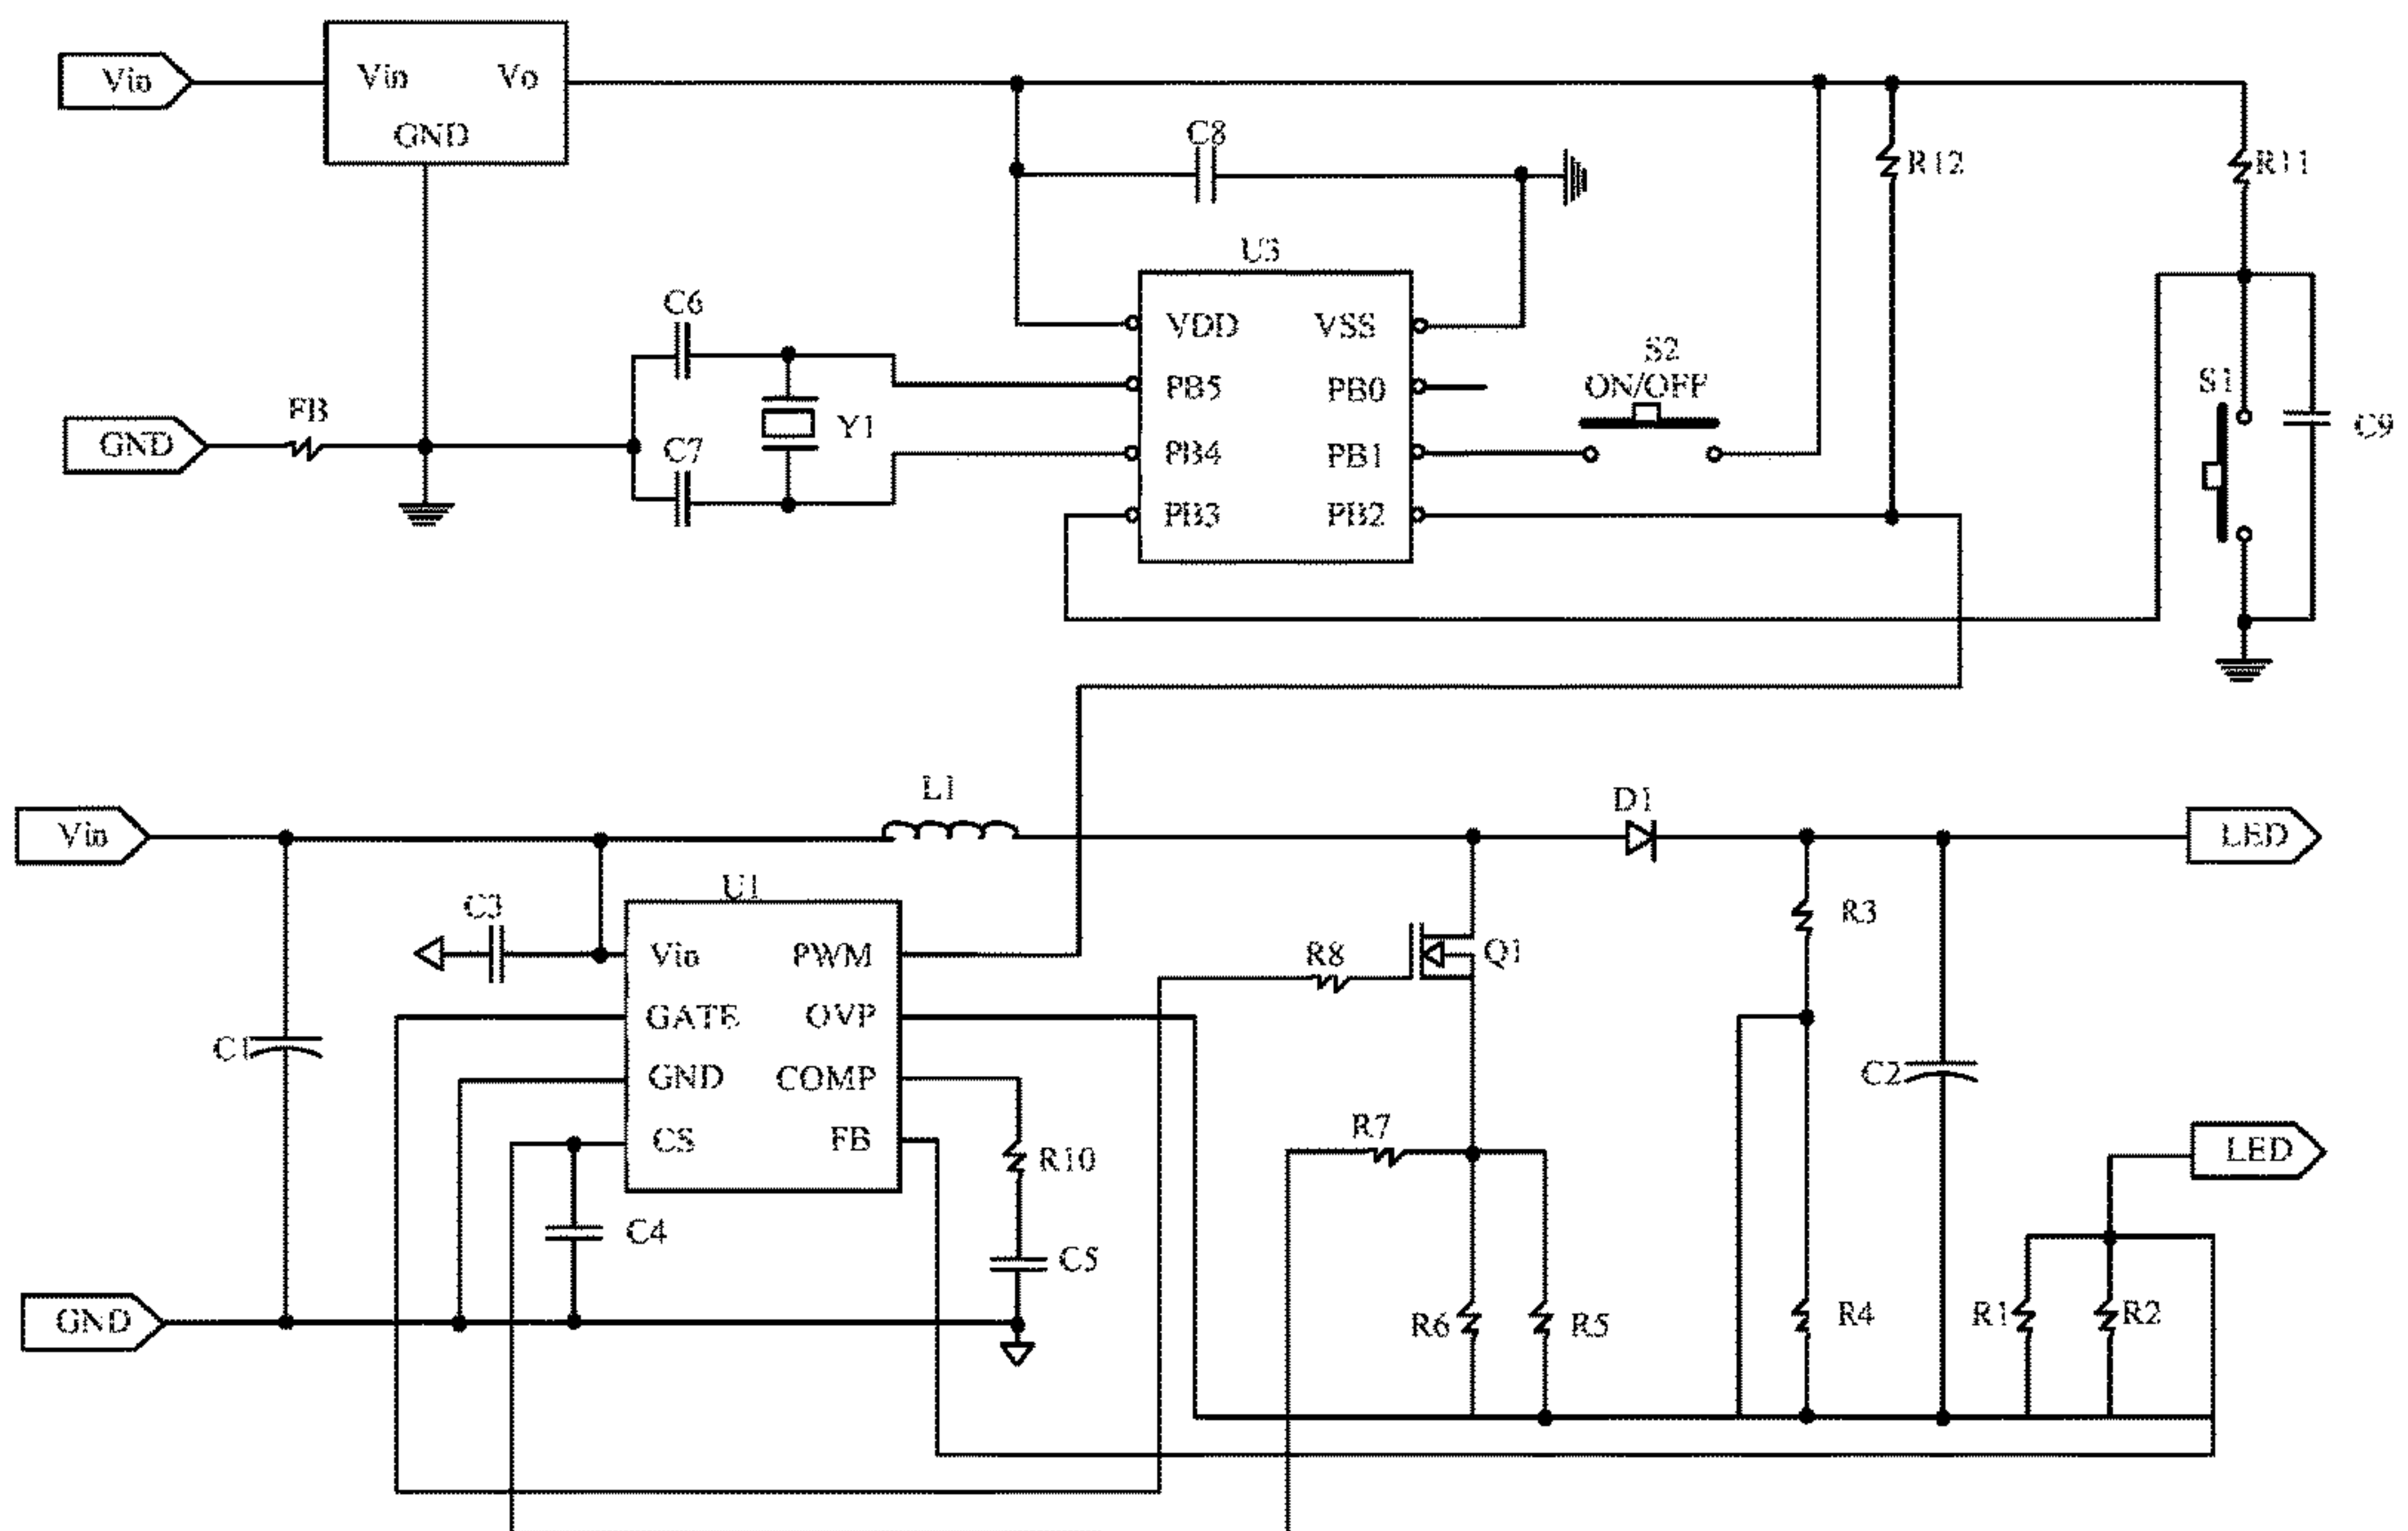 Vin
Vin
Vo
GND
C8
R12
R11
U3
C6
VDD
VSS
S2
ON/OFF
S1
PB5
PB0
FB
GND
Y1
C7
C9
PB4
PB1
PB3
PB2
L1
D1
Vin
LED
U1
C3
R3
Vin
PWM
R8
Q1
GATE
OVP
C1
GND
COMP
C2
CS
FB
R10
R7
LED
C4
C5
GND
R6
R5
R4
R1
R2